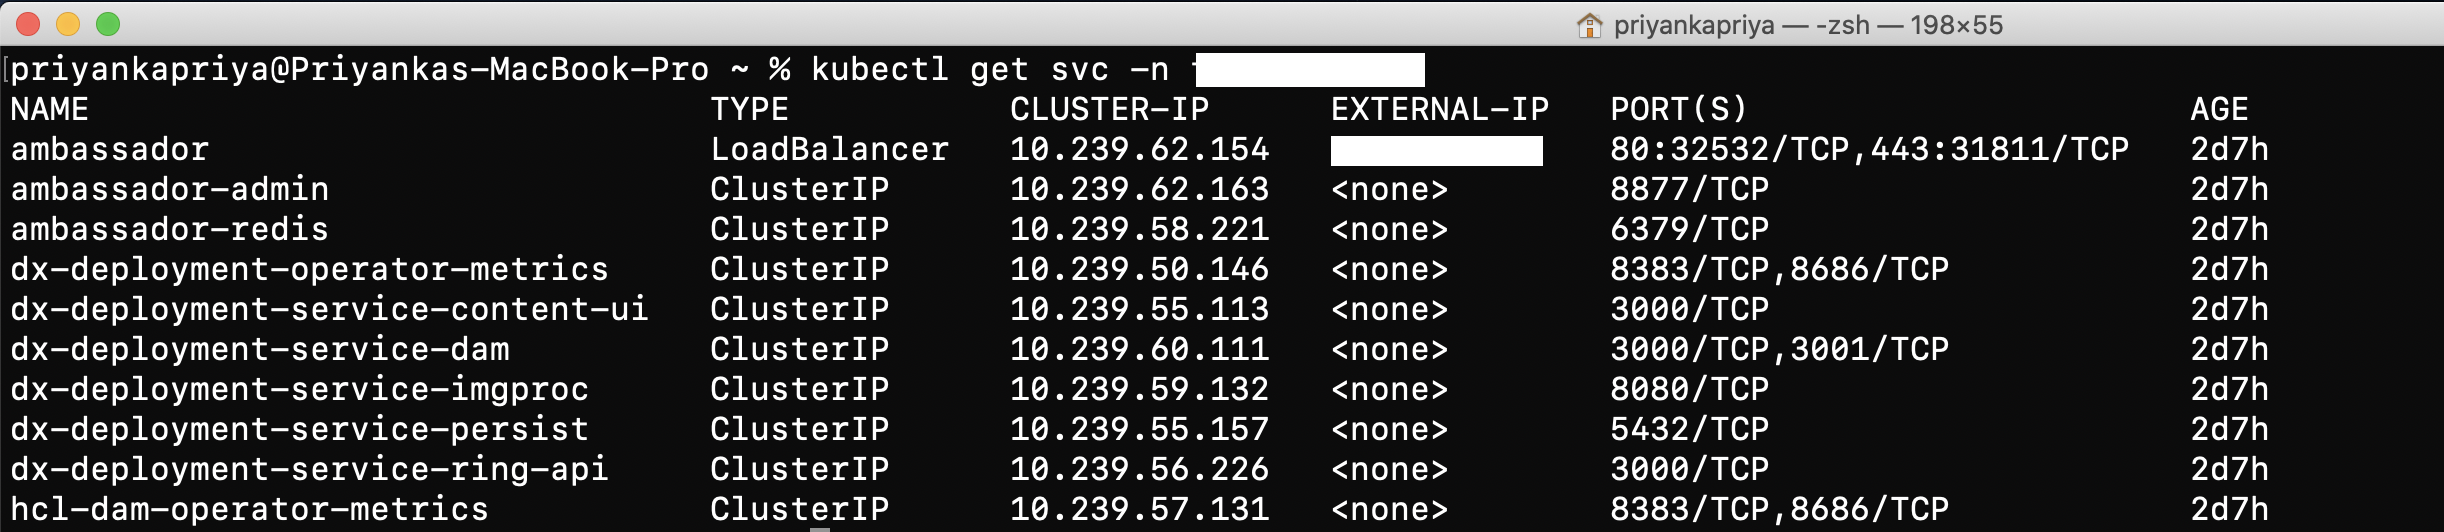 priyankapriya — -zsh — 198×55
[priyankapriya@Priyankas-MacBook-Pro ~ % kubectl get svc -n
NAME TYPE CLUSTER-IP EXTERNAL-IP PORT(S) AGE
ambassador LoadBalancer 10.239.62.154 80:32532/TCP,443:31811/TCP 2d7h
ambassador-admin ClusterIP 10.239.62.163 <none> 8877/TCP 2d7h
ambassador-redis ClusterIP 10.239.58.221 <none> 6379/TCP 2d7h
dx-deployment-operator-metrics ClusterIP 10.239.50.146 <none> 8383/TCP,8686/TCP 2d7h
dx-deployment-service-content-ui ClusterIP 10.239.55.113 <none> 3000/TCP 2d7h
dx-deployment-service-dam ClusterIP 10.239.60.111 <none> 3000/TCP,3001/TCP 2d7h
dx-deployment-service-imgproc ClusterIP 10.239.59.132 <none> 8080/TCP 2d7h
dx-deployment-service-persist ClusterIP 10.239.55.157 <none> 5432/TCP 2d7h
dx-deployment-service-ring-api ClusterIP 10.239.56.226 <none> 3000/TCP 2d7h
hcl-dam-operator-metrics ClusterIP 10.239.57.131 <none> 8383/TCP,8686/TCP 2d7h